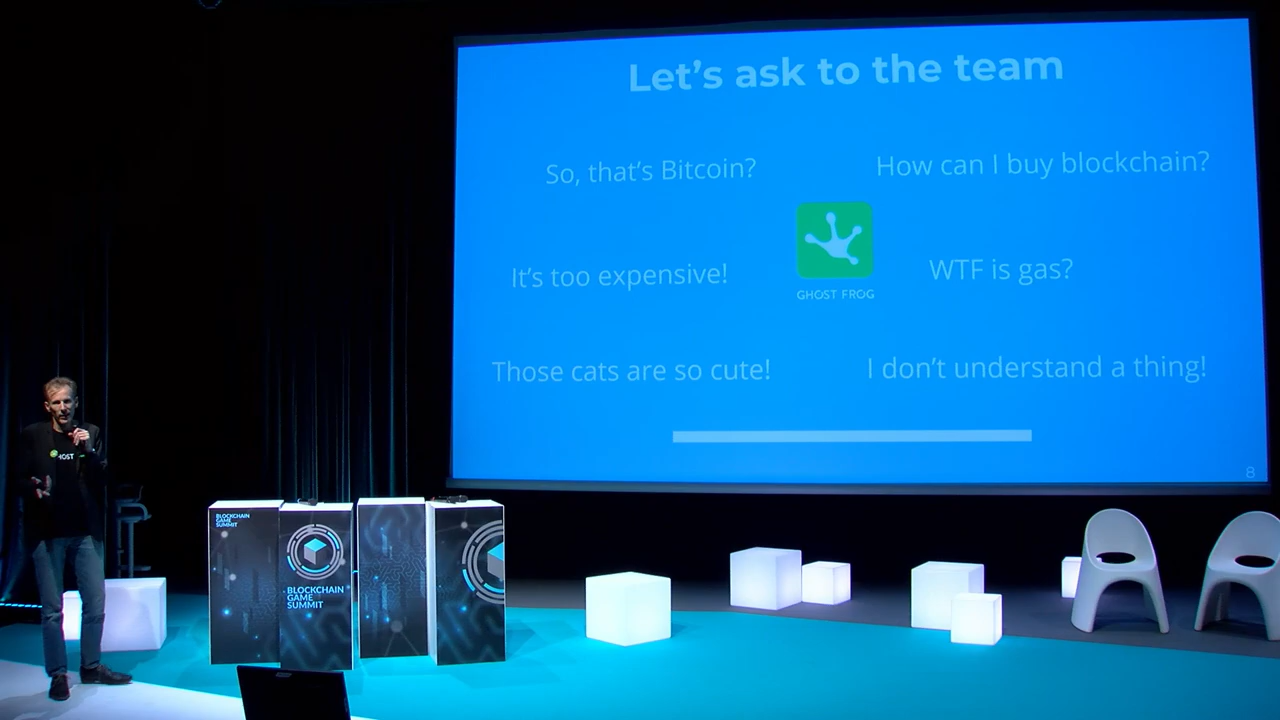 Let's ask to the team
So, that's Bitcoin?
How can I buy blockchain?
It's too expensive!
GHOST FROG
WTF is gas?
Those cats are so cute!
I don't understand a thing!
8
HOST
BLOCKCHAIN
GAME
SUMMIT
BLOCKCHAIN
GAME
SUMMIT